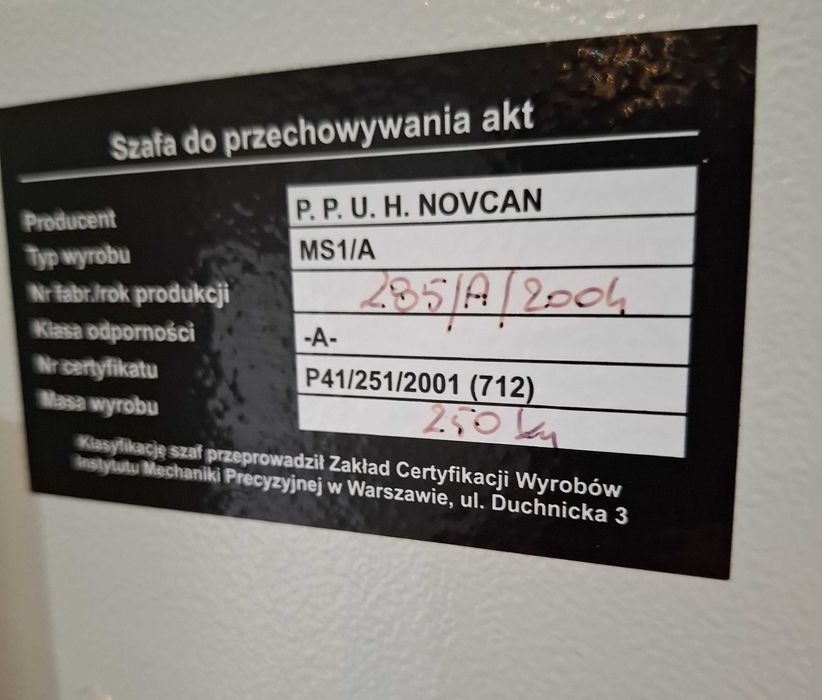 Szafa do przechowywania akt
Producent P. P. U. H. NOVCAN
Typ wyrobu MS1/A
Nr fabr./rok produkcji 285/A/2004
Klasa odporności -A-
Nr certyfikatu P41/251/2001 (712)
Masa wyrobu 250 kg
Klasyfikację szaf przeprowadził Zakład Certyfikacji Wyrobów
Instytutu Mechaniki Precyzyjnej w Warszawie, ul. Duchnicka 3